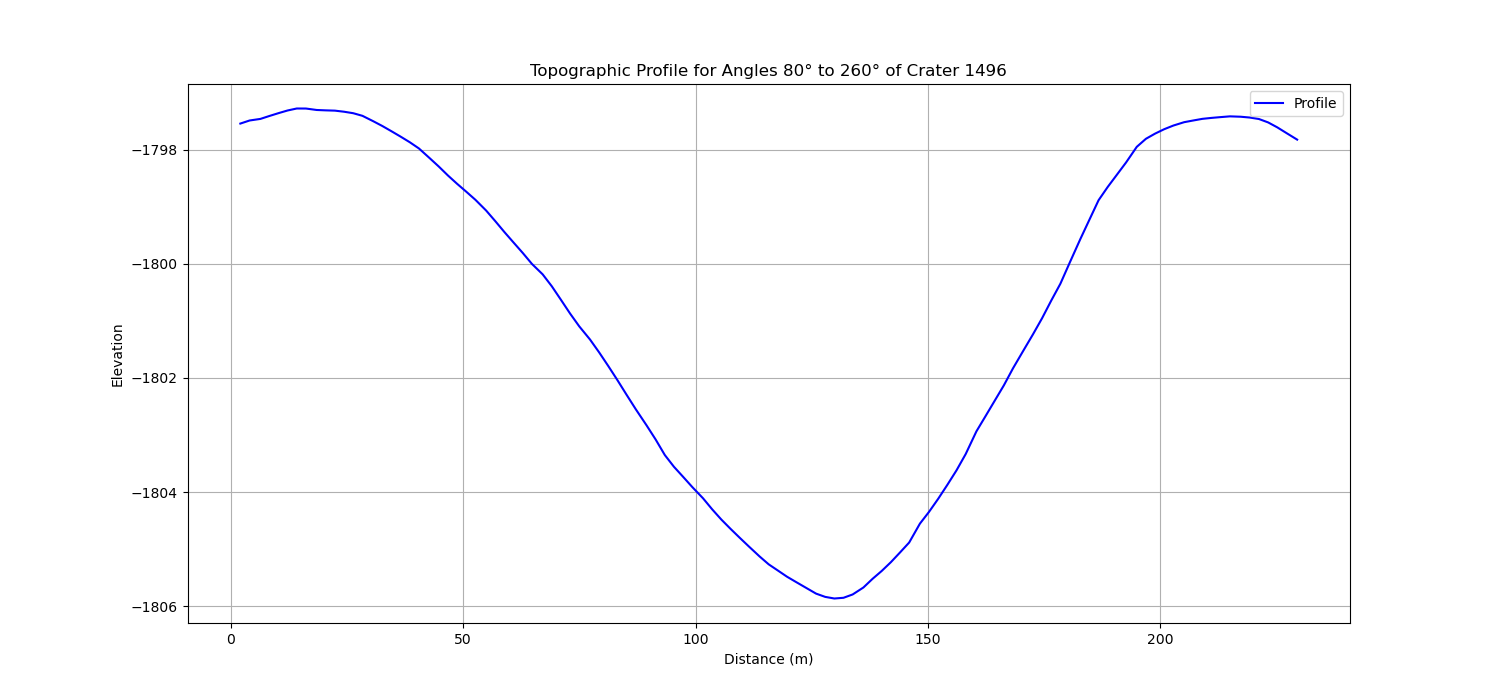 Topographic Profile for Angles 80° to 260° of Crater 1496
Profile
−1798
−1800
−1802
−1804
−1806
Elevation
0 50 100 150 200
Distance (m)